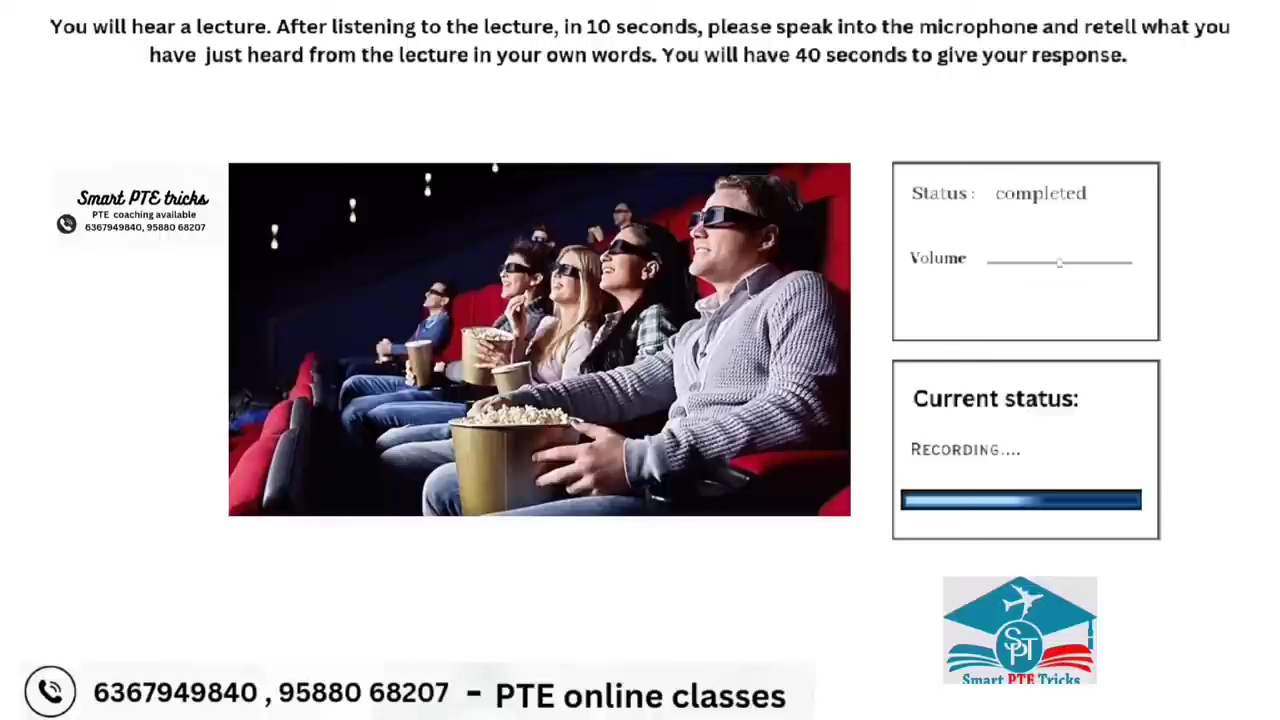 You will hear a lecture. After listening to the lecture, in 10 seconds, please speak into the microphone and retell what you
have just heard from the lecture in your own words. You will have 40 seconds to give your response.
Smart PTE tricks
PTE coaching available
6367949840, 95880 68207
Status : completed
Volume
Current status:
RECORDING....
SPT
Smart PTE Tricks
6367949840 , 95880 68207 - PTE online classes